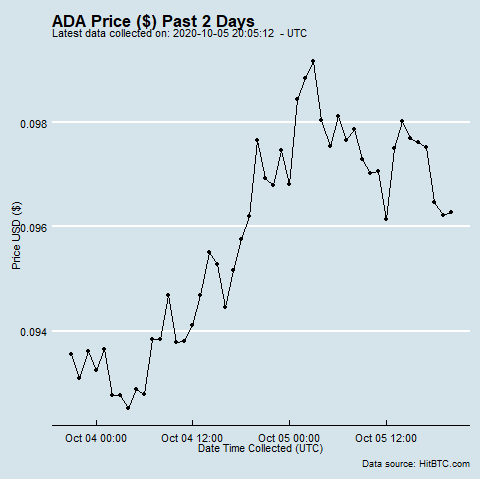 ADA Price ($) Past 2 Days
Latest data collected on: 2020-10-05 20:05:12 - UTC
0.098
0.096
0.094
Price USD ($)
Oct 04 00:00 Oct 04 12:00 Oct 05 00:00 Oct 05 12:00
Date Time Collected (UTC)
Data source: HitBTC.com